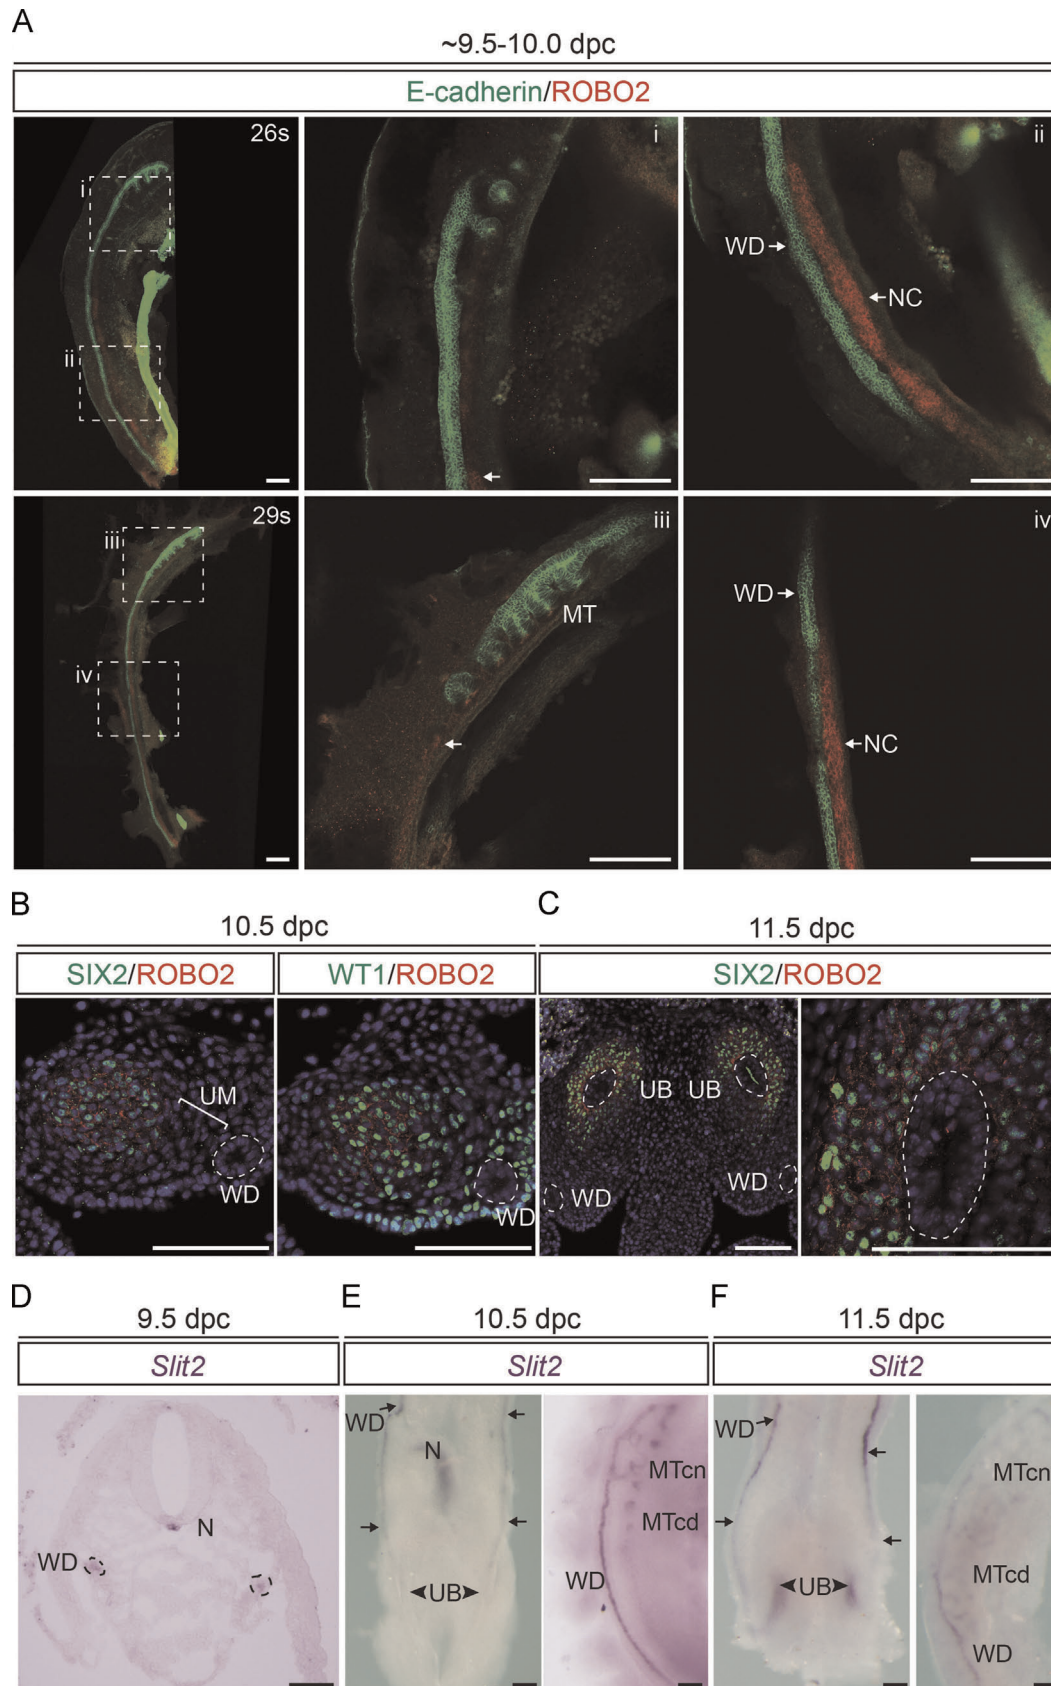 A
~9.5-10.0 dpc
E-cadherin/ROBO2
26s
i
ii
i
ii
WD
NC
29s
iii
iv
iii
MT
iv
WD
NC
B
10.5 dpc
SIX2/ROBO2
WT1/ROBO2
UM
WD
WD
C
11.5 dpc
SIX2/ROBO2
UB UB
WD
WD
D
9.5 dpc
Slit2
N
WD
E
10.5 dpc
Slit2
WD
N
UB
MTcn
MTcd
WD
F
11.5 dpc
Slit2
WD
UB
MTcn
MTcd
WD